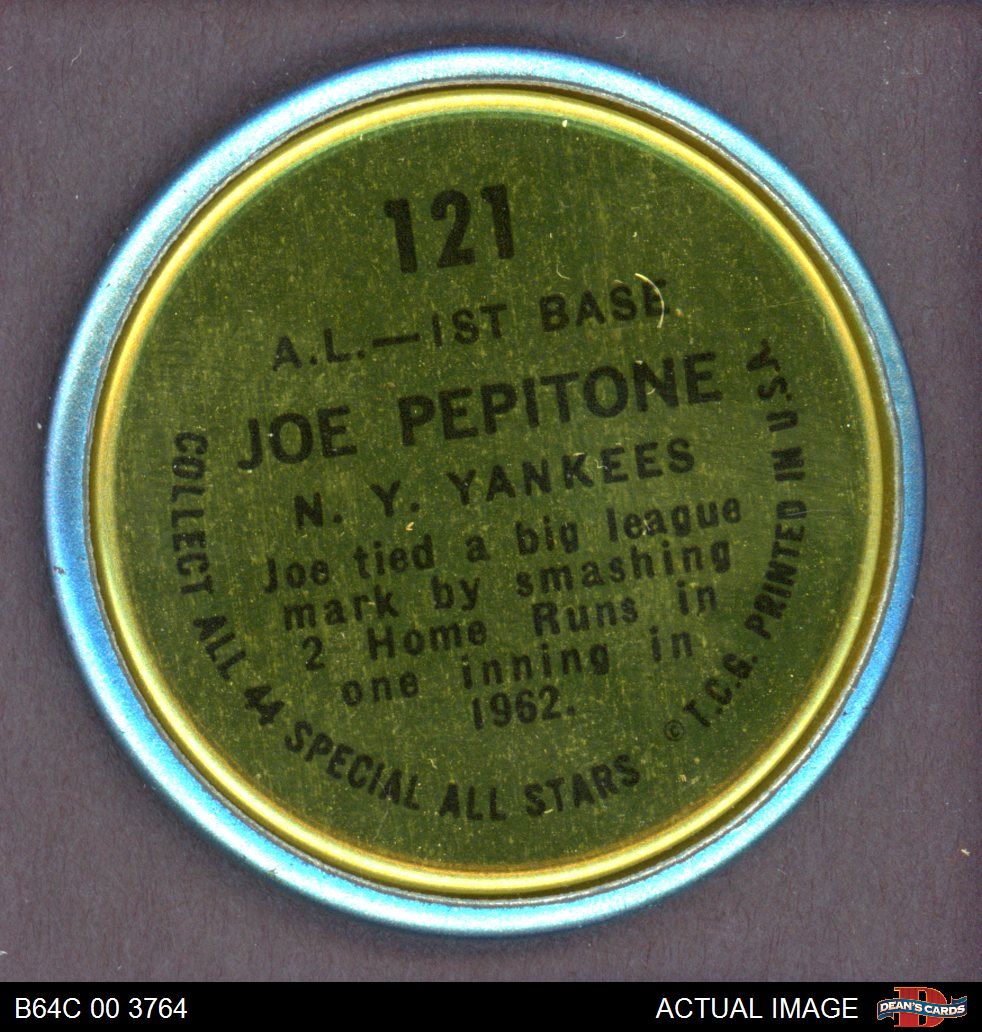 121
A.L.—1ST BASE
JOE PEPITONE
N. Y. YANKEES
Joe tied a big league
mark by smashing
2 Home Runs in
one inning in
1962.
COLLECT ALL 44 SPECIAL ALL STARS
© T.C.G. PRINTED IN U.S.A.
B64C 00 3764
ACTUAL IMAGE
DEAN'S CARDS